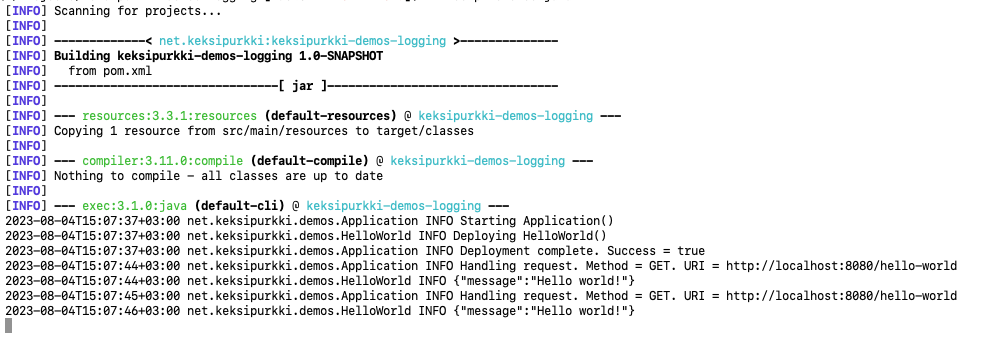 [INFO] Scanning for projects...
[INFO]
[INFO] -------------< net.keksipurkki:keksipurkki-demos-logging >--------------
[INFO] Building keksipurkki-demos-logging 1.0-SNAPSHOT
[INFO]   from pom.xml
[INFO] --------------------------------[ jar ]---------------------------------
[INFO]
[INFO] --- resources:3.3.1:resources (default-resources) @ keksipurkki-demos-logging ---
[INFO] Copying 1 resource from src/main/resources to target/classes
[INFO]
[INFO] --- compiler:3.11.0:compile (default-compile) @ keksipurkki-demos-logging ---
[INFO] Nothing to compile - all classes are up to date
[INFO]
[INFO] --- exec:3.1.0:java (default-cli) @ keksipurkki-demos-logging ---
2023-08-04T15:07:37+03:00 net.keksipurkki.demos.Application INFO Starting Application()
2023-08-04T15:07:37+03:00 net.keksipurkki.demos.HelloWorld INFO Deploying HelloWorld()
2023-08-04T15:07:37+03:00 net.keksipurkki.demos.Application INFO Deployment complete. Success = true
2023-08-04T15:07:44+03:00 net.keksipurkki.demos.Application INFO Handling request. Method = GET. URI = http://localhost:8080/hello-world
2023-08-04T15:07:44+03:00 net.keksipurkki.demos.HelloWorld INFO {"message":"Hello world!"}
2023-08-04T15:07:45+03:00 net.keksipurkki.demos.Application INFO Handling request. Method = GET. URI = http://localhost:8080/hello-world
2023-08-04T15:07:46+03:00 net.keksipurkki.demos.HelloWorld INFO {"message":"Hello world!"}